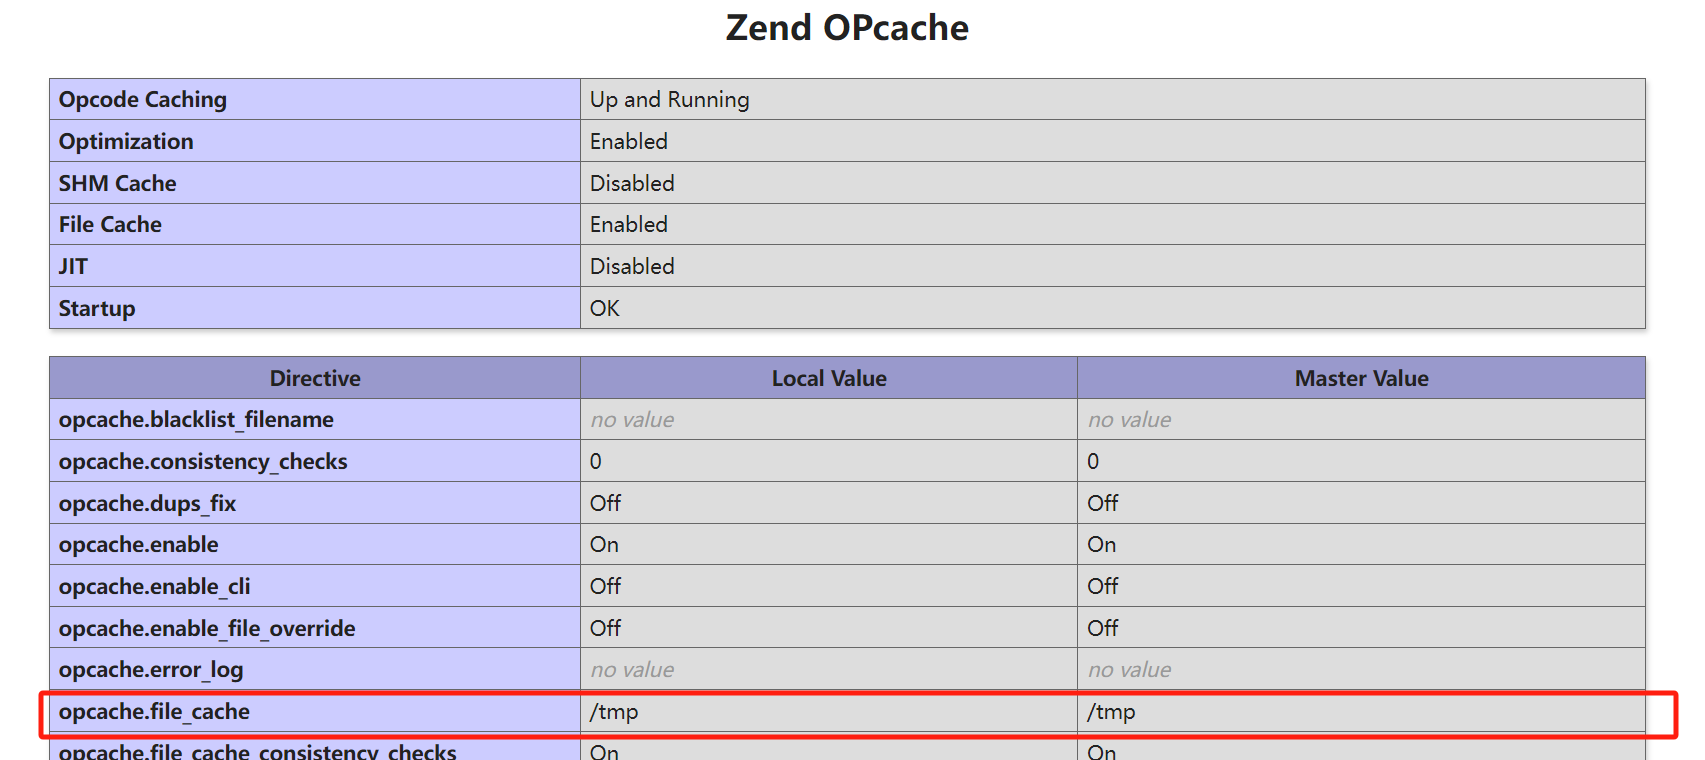 Zend OPcache
Opcode Caching Up and Running
Optimization Enabled
SHM Cache Disabled
File Cache Enabled
JIT Disabled
Startup OK
Directive Local Value Master Value
opcache.blacklist_filename no value no value
opcache.consistency_checks 0 0
opcache.dups_fix Off Off
opcache.enable On On
opcache.enable_cli Off Off
opcache.enable_file_override Off Off
opcache.error_log no value no value
opcache.file_cache /tmp /tmp
opcache.file_cache_consistency_checks On On